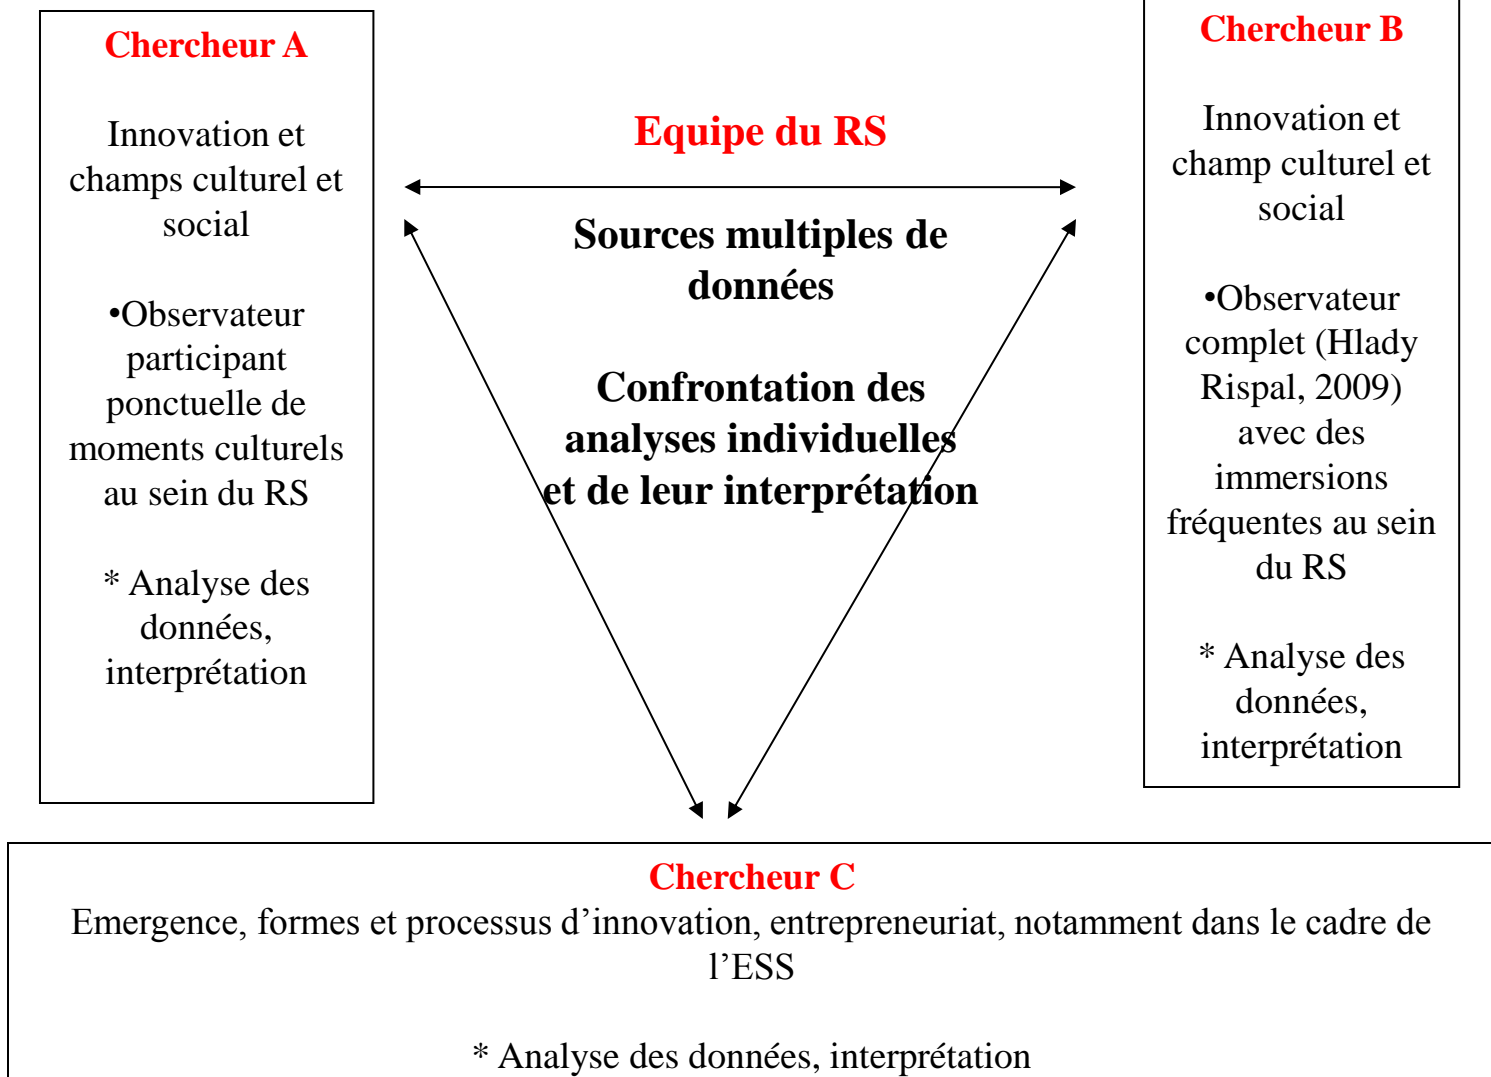 Chercheur A
Innovation et
champs culturel et
social
•Observateur
participant
ponctuelle de
moments culturels
au sein du RS
* Analyse des
données,
interprétation
Equipe du RS
Sources multiples de
données
Confrontation des
analyses individuelles
et de leur interprétation
Chercheur B
Innovation et
champ culturel et
social
•Observateur
complet (Hlady
Rispal, 2009)
avec des
immersions
fréquentes au sein
du RS
* Analyse des
données,
interprétation
Chercheur C
Emergence, formes et processus d’innovation, entrepreneuriat, notamment dans le cadre de
l’ESS
* Analyse des données, interprétation